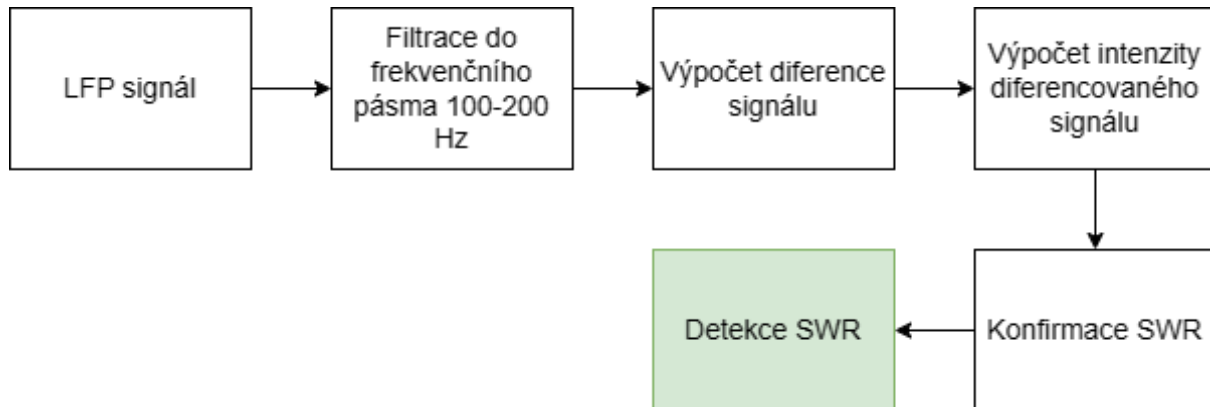 LFP signál
Filtrace do
frekvenčního
pásma 100-200
Hz
Výpočet diference
signálu
Výpočet intenzity
diferencovaného
signálu
Detekce SWR
Konfirmace SWR